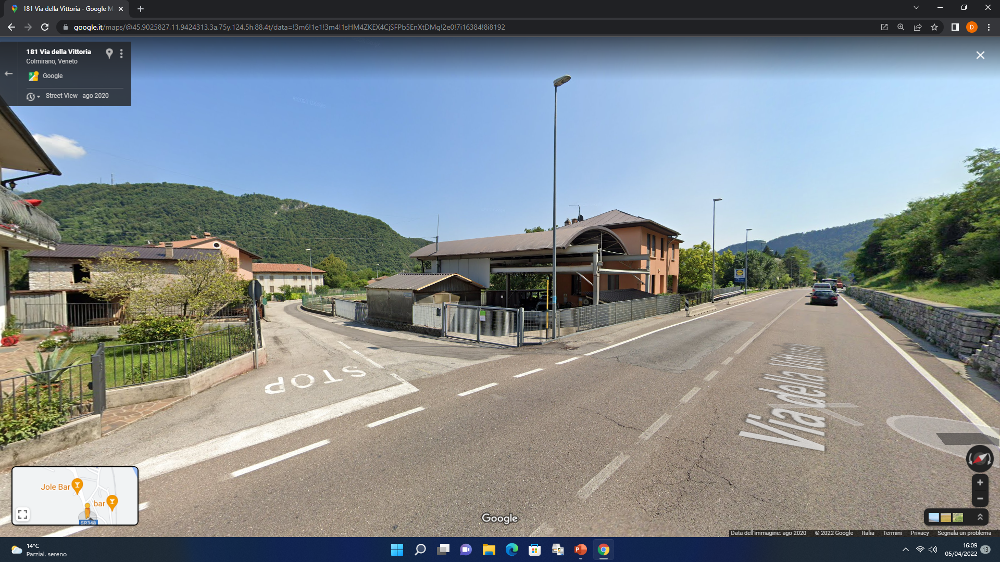 181 Via della Vittoria - Google M
google.it/maps/@45.9025827,11.9424313,3a,75y,124.5h,88.4t/data=!3m6!1e1!3m4!1sHM4ZKEX4CjSFPb5EnXtDMg!2e0!7i16384!8i8192
D
181 Via della Vittoria
Colmirano, Veneto
Google
Street View - ago 2020
STOP
Via della Vittoria
Jole Bar
bar
SR348
Google
Data dell'immagine: ago 2020 © 2022 Google Italia Termini Privacy Segnala un problema
14°C
Parzial. sereno
16:09
05/04/2022
13